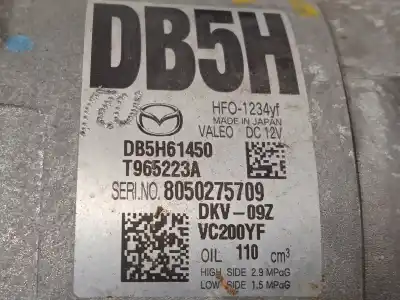 DB5H
HFO-1234yf
MADE IN JAPAN
VALEO DC 12V
DB5H61450
T965223A
SERI.NO. 8050275709
DKV-09Z
VC200YF
OIL 110 cm³
HIGH SIDE 2.9 MPaG
LOW SIDE 1.5 MPaG